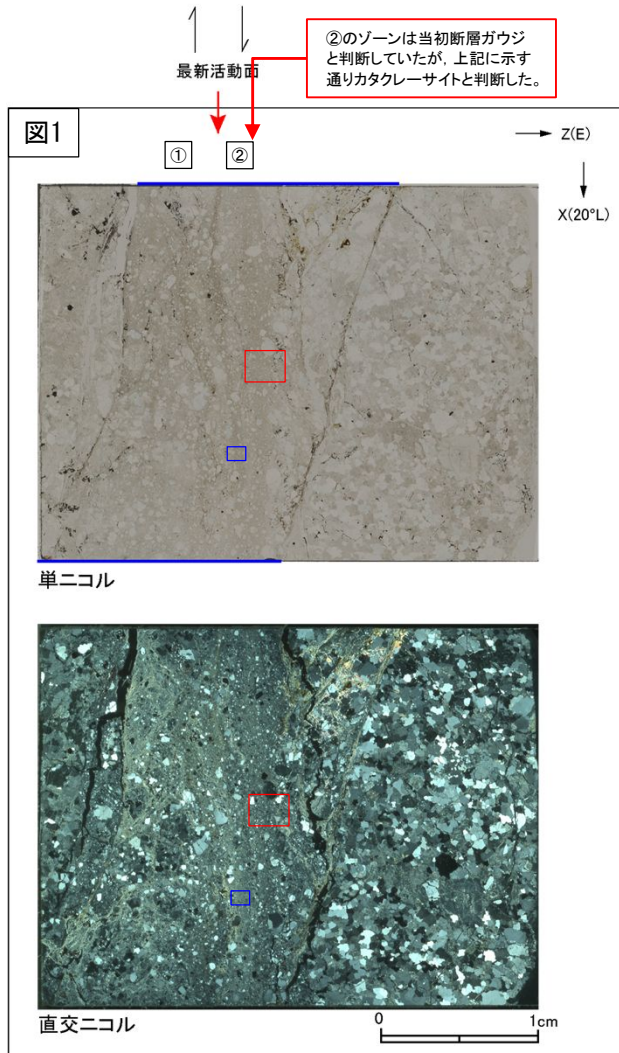 ②のゾーンは当初断層ガウジ
と判断していたが, 上記に示す
通りカタクレーサイトと判断した。
最新活動面
図1
① ②
Z(E)
X(20°L)
単ニコル
直交ニコル
0 1cm